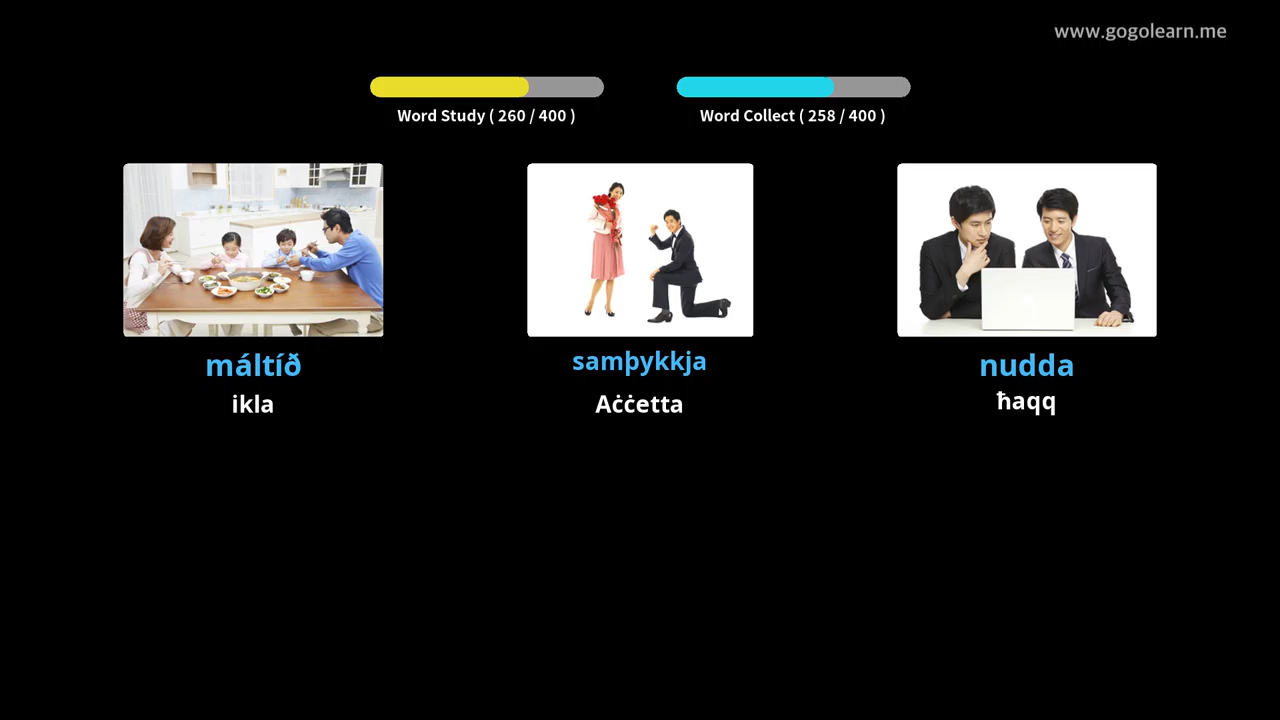 www.gogolearn.me
Word Study ( 260 / 400 )
Word Collect ( 258 / 400 )
máltíð
samþykkja
nudda
ikla
Aċċetta
ħaqq